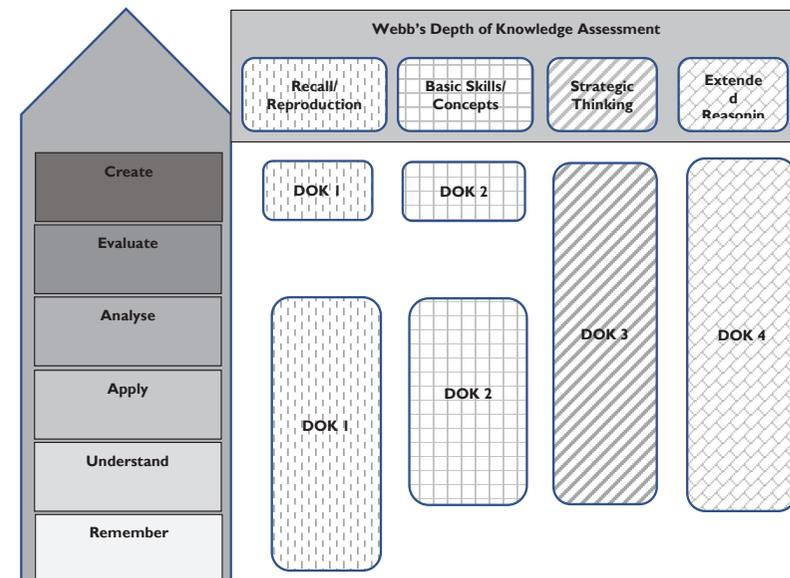 Webb's Depth of Knowledge Assessment
Recall/
Reproduction
Basic Skills/
Concepts
Strategic
Thinking
Extende
d
Reasonin
Create
DOK 1
DOK 2
Evaluate
Analyse
DOK 3
DOK 4
Apply
DOK 2
DOK 1
Understand
Remember